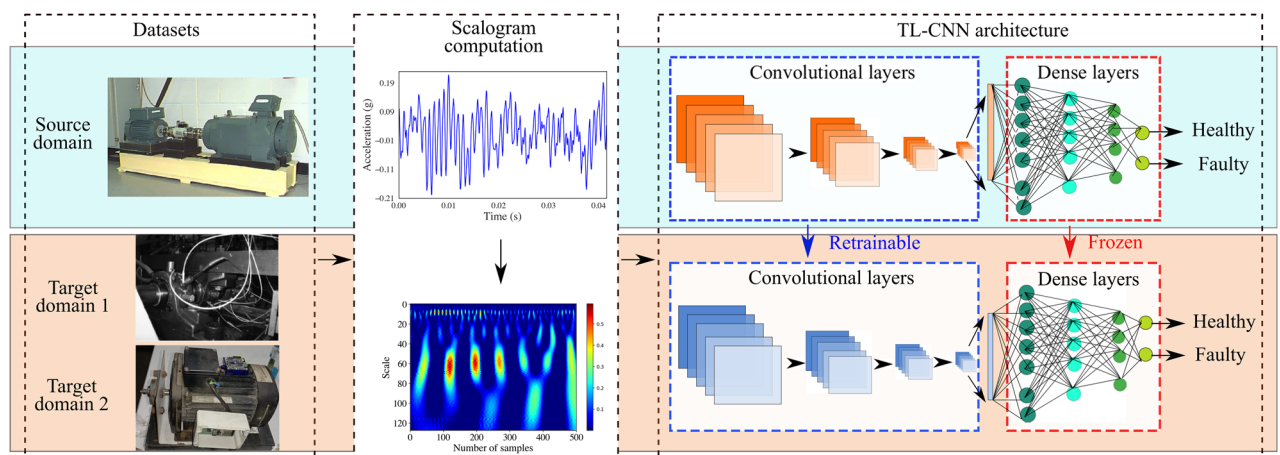 Datasets
Source
domain
Target
domain 1
Target
domain 2
Scalogram
computation
Acceleration (g)
0.19
0.09
-0.01
-0.11
-0.21
0.00
0.01
0.02
0.03
0.04
Time (s)
Scale
0
20
40
60
80
100
120
0
100
200
300
400
500
Number of samples
0.5
0.4
0.3
0.2
0.1
TL-CNN architecture
Convolutional layers
Dense layers
Healthy
Faulty
Retrainable
Frozen
Convolutional layers
Dense layers
Healthy
Faulty